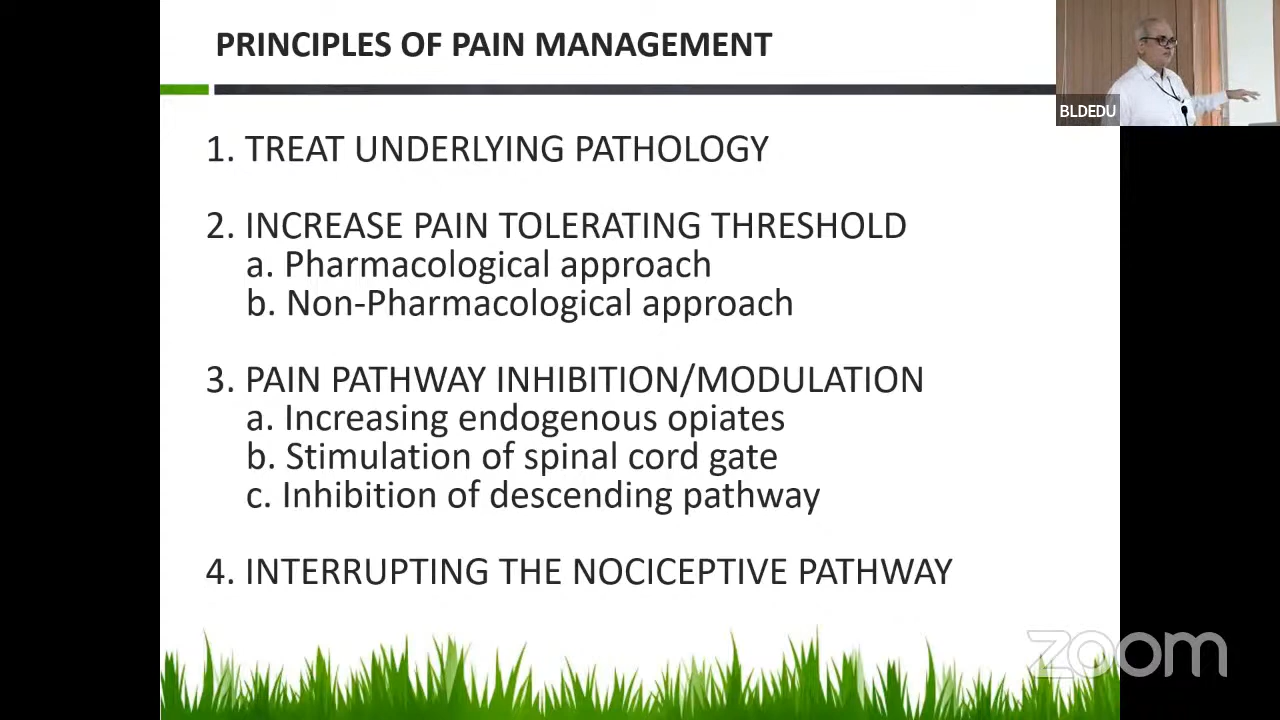 PRINCIPLES OF PAIN MANAGEMENT
BLDEDU
1. TREAT UNDERLYING PATHOLOGY
2. INCREASE PAIN TOLERATING THRESHOLD
a. Pharmacological approach
b. Non-Pharmacological approach
3. PAIN PATHWAY INHIBITION/MODULATION
a. Increasing endogenous opiates
b. Stimulation of spinal cord gate
c. Inhibition of descending pathway
4. INTERRUPTING THE NOCICEPTIVE PATHWAY
zoom